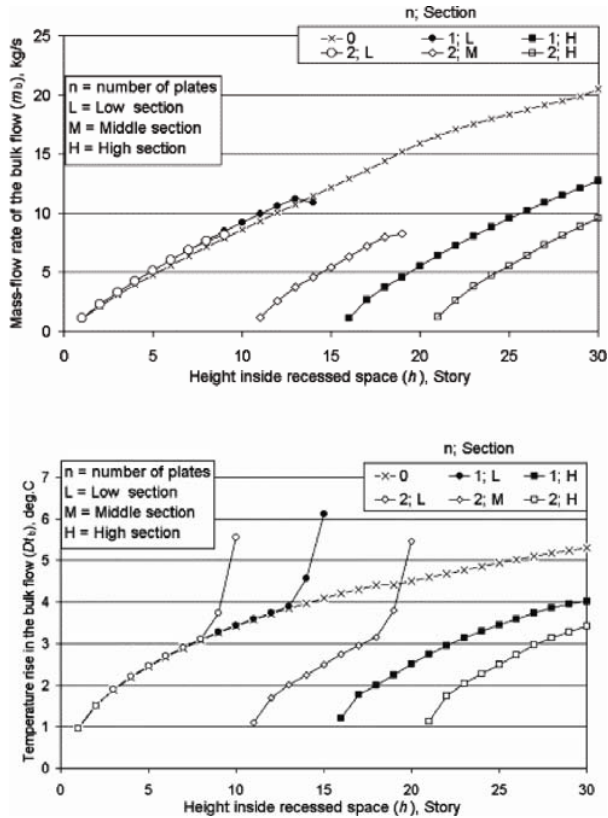 n; Section
0
1; L
1; H
2; L
2; M
2; H
n = number of plates
L = Low section
M = Middle section
H = High section
Mass-flow rate of the bulk flow (mb), kg/s
25
20
15
10
5
0
0 5 10 15 20 25 30
Height inside recessed space (h), Story
n; Section
0
1; L
1; H
2; L
2; M
2; H
n = number of plates
L = Low section
M = Middle section
H = High section
Temperature rise in the bulk flow (Dtb), deg.C
7
6
5
4
3
2
1
0
0 5 10 15 20 25 30
Height inside recessed space (h), Story